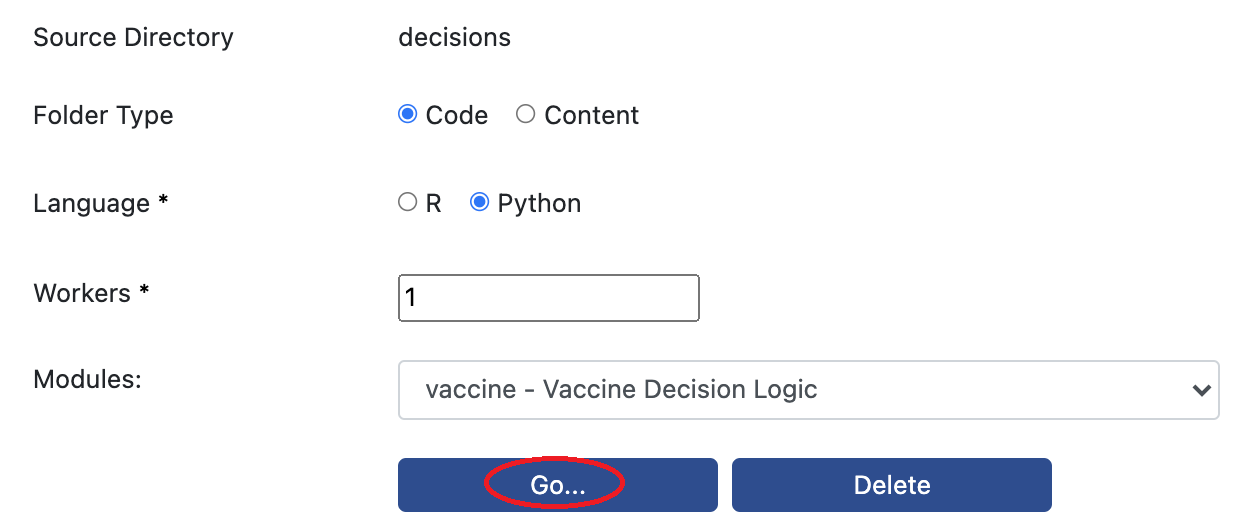 Source Directory decisions
Folder Type Code Content
Language * R Python
Workers * 1
Modules: vaccine - Vaccine Decision Logic
Go... Delete